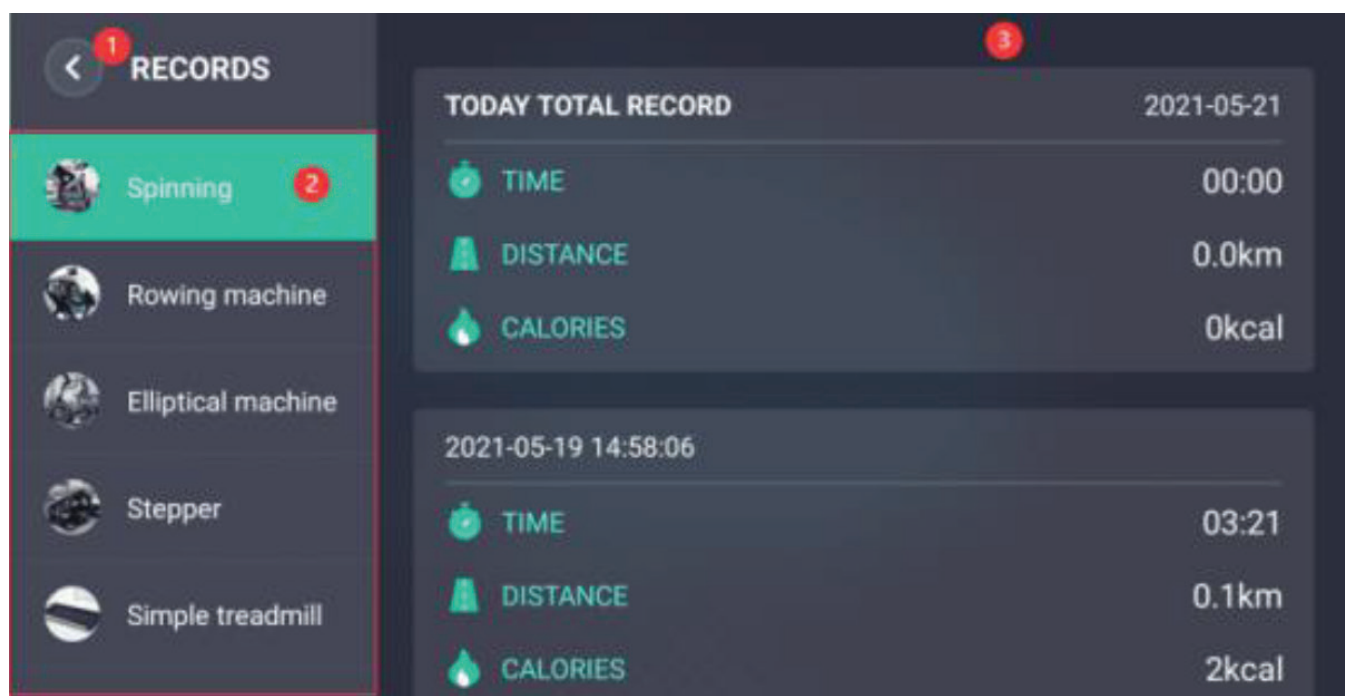 1
RECORDS
3
Spinning
2
Rowing machine
Elliptical machine
Stepper
Simple treadmill
TODAY TOTAL RECORD 2021-05-21
TIME 00:00
DISTANCE 0.0km
CALORIES 0kcal
2021-05-19 14:58:06
TIME 03:21
DISTANCE 0.1km
CALORIES 2kcal